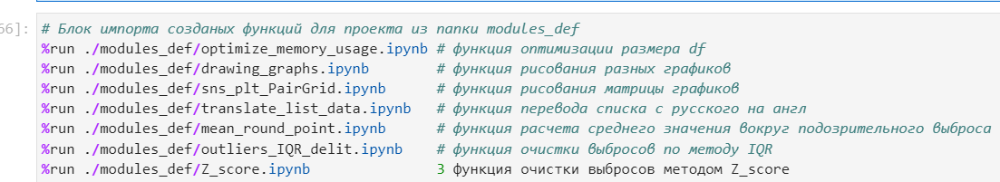 66]: # Блок импорта созданых функций для проекта из папки modules_def
%run ./modules_def/optimize_memory_usage.ipynb # функция оптимизации размера df
%run ./modules_def/drawing_graphs.ipynb # функция рисования разных графиков
%run ./modules_def/sns_plt_PairGrid.ipynb # функция рисования матрицы графиков
%run ./modules_def/translate_list_data.ipynb # функция перевода списка с русского на англ
%run ./modules_def/mean_round_point.ipynb # функция расчета среднего значения вокруг подозрительного выброса
%run ./modules_def/outliers_IQR_delit.ipynb # функция очистки выбросов по методу IQR
%run ./modules_def/Z_score.ipynb 3 функция очистки выбросов методом Z_score